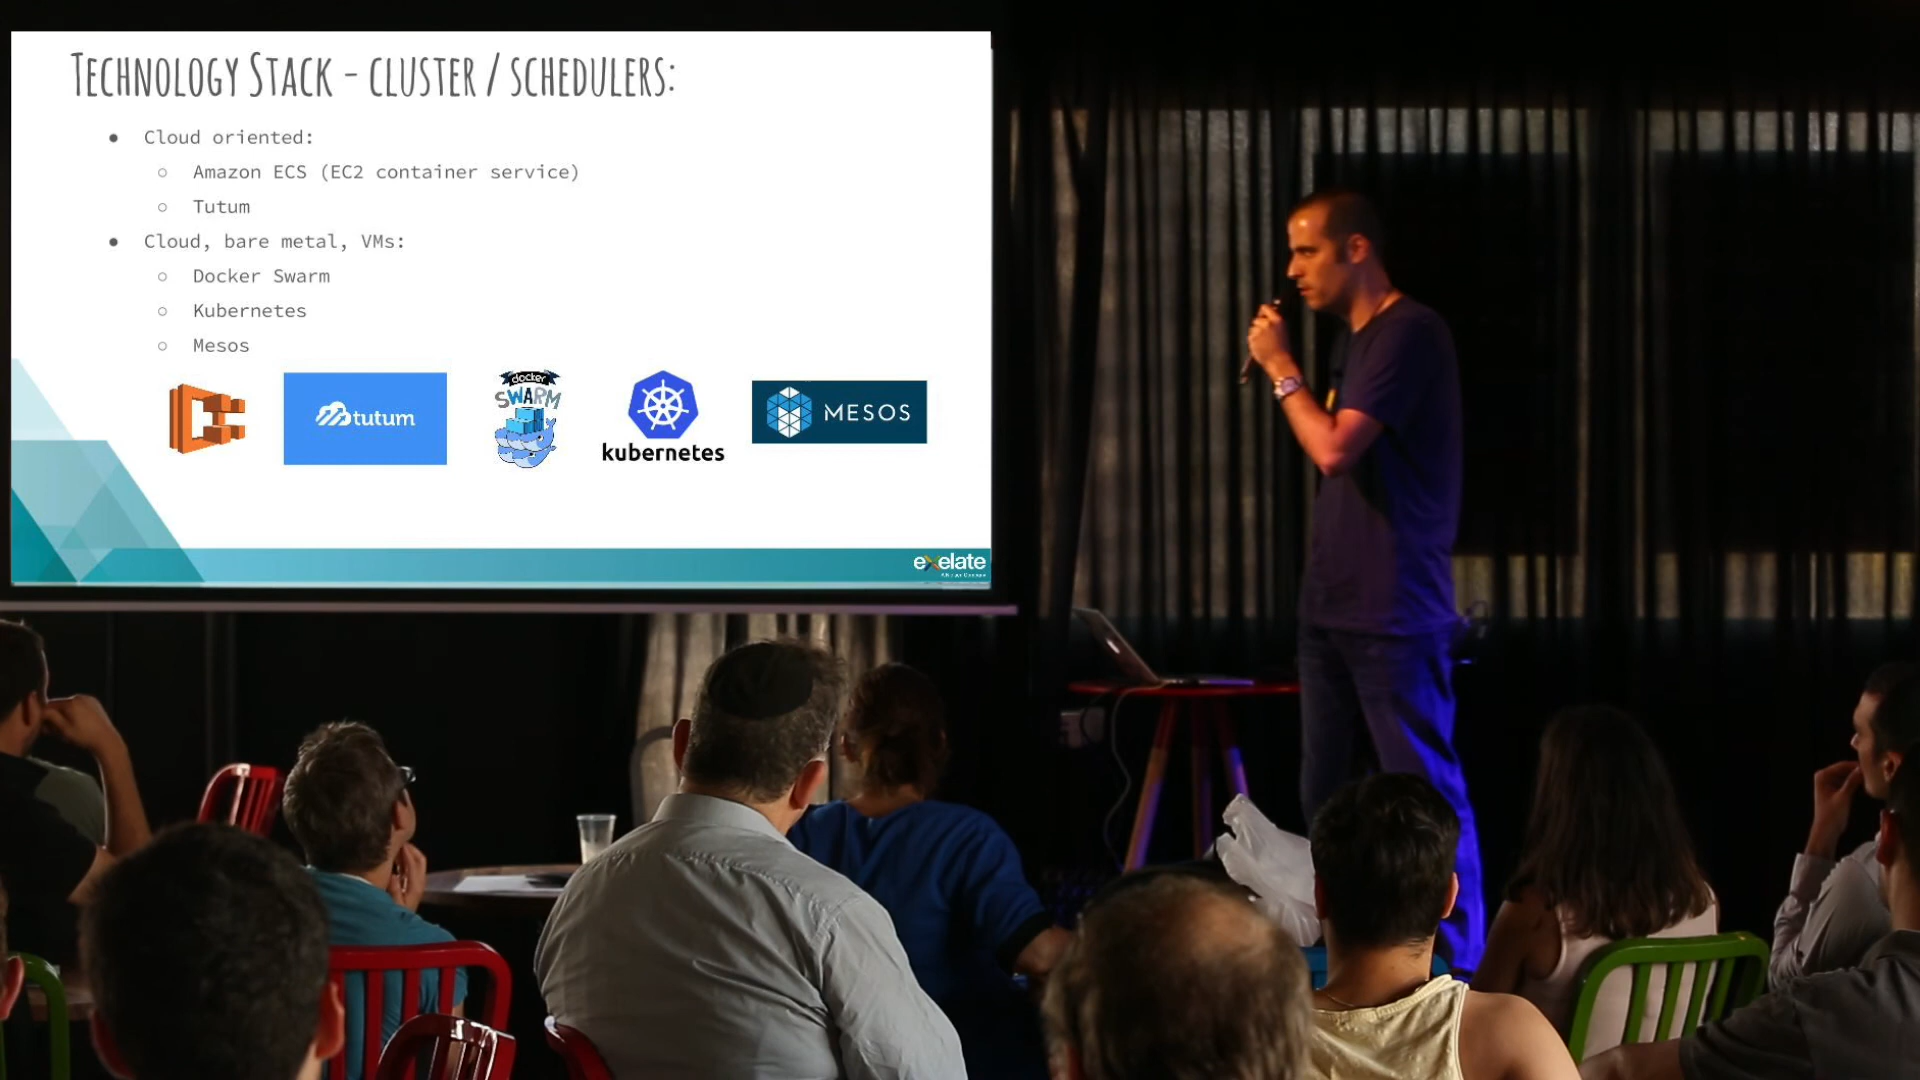 TECHNOLOGY STACK - CLUSTER / SCHEDULERS:
● Cloud oriented:
○ Amazon ECS (EC2 container service)
○ Tutum
● Cloud, bare metal, VMs:
○ Docker Swarm
○ Kubernetes
○ Mesos
tutum
docker
SWARM
kubernetes
MESOS
exelate